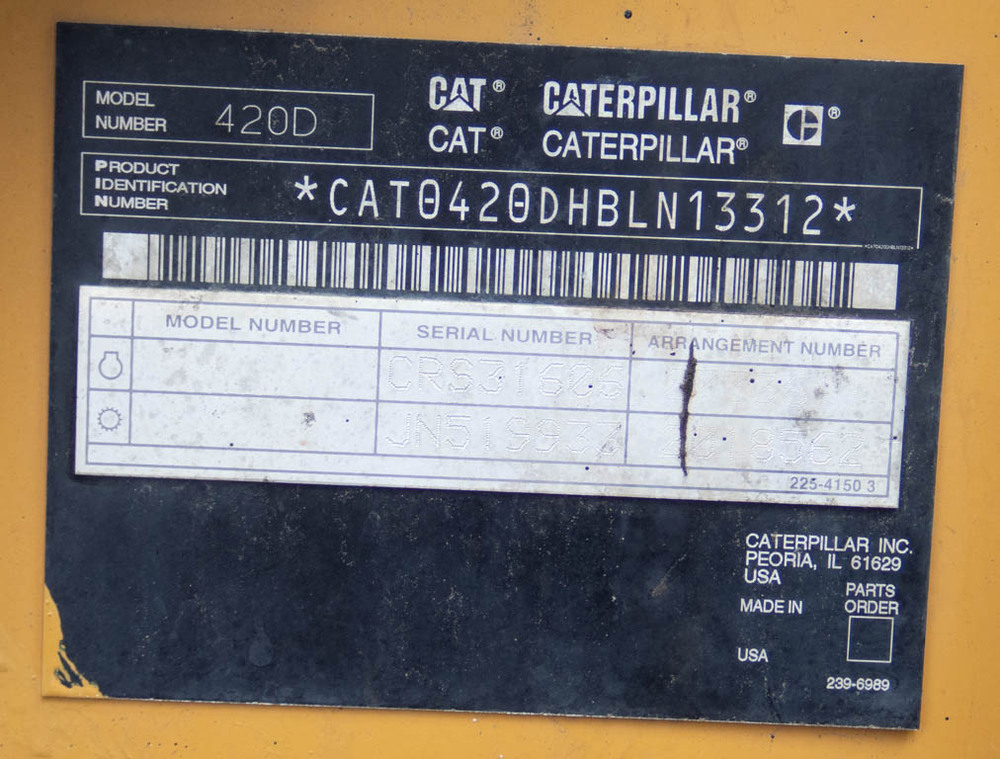 MODEL NUMBER 420D
CAT® CATERPILLAR® ®
CAT® CATERPILLAR®
PRODUCT IDENTIFICATION NUMBER
*CAT0420DHBLN13312*
MODEL NUMBER SERIAL NUMBER ARRANGEMENT NUMBER
CRS31606
JN519937
225-4150 3
CATERPILLAR INC.
PEORIA, IL 61629
USA
MADE IN
PARTS ORDER
USA
239-6989